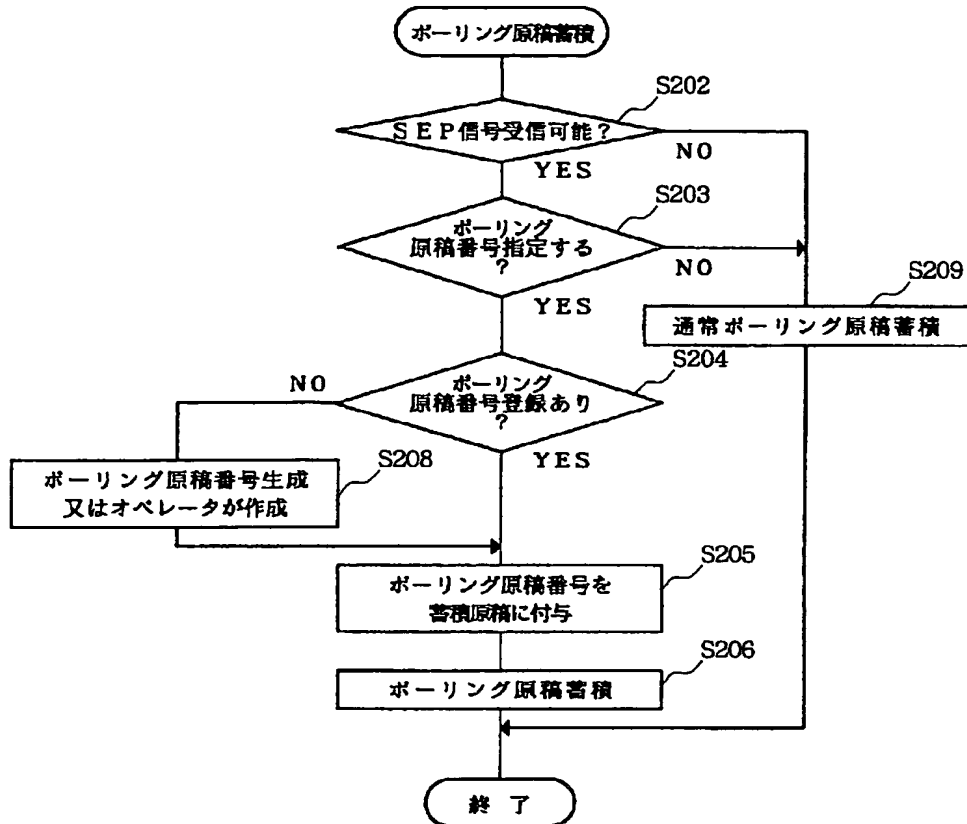 ポーリング原稿蓄積
S202
SEP信号受信可能?
YES
NO
S203
ポーリング
原稿番号指定する
?
YES
NO
S209
通常ポーリング原稿蓄積
S204
ポーリング
原稿番号登録あり
?
NO
YES
S208
ポーリング原稿番号生成
又はオペレータが作成
S205
ポーリング原稿番号を
蓄積原稿に付与
S206
ポーリング原稿蓄積
終了